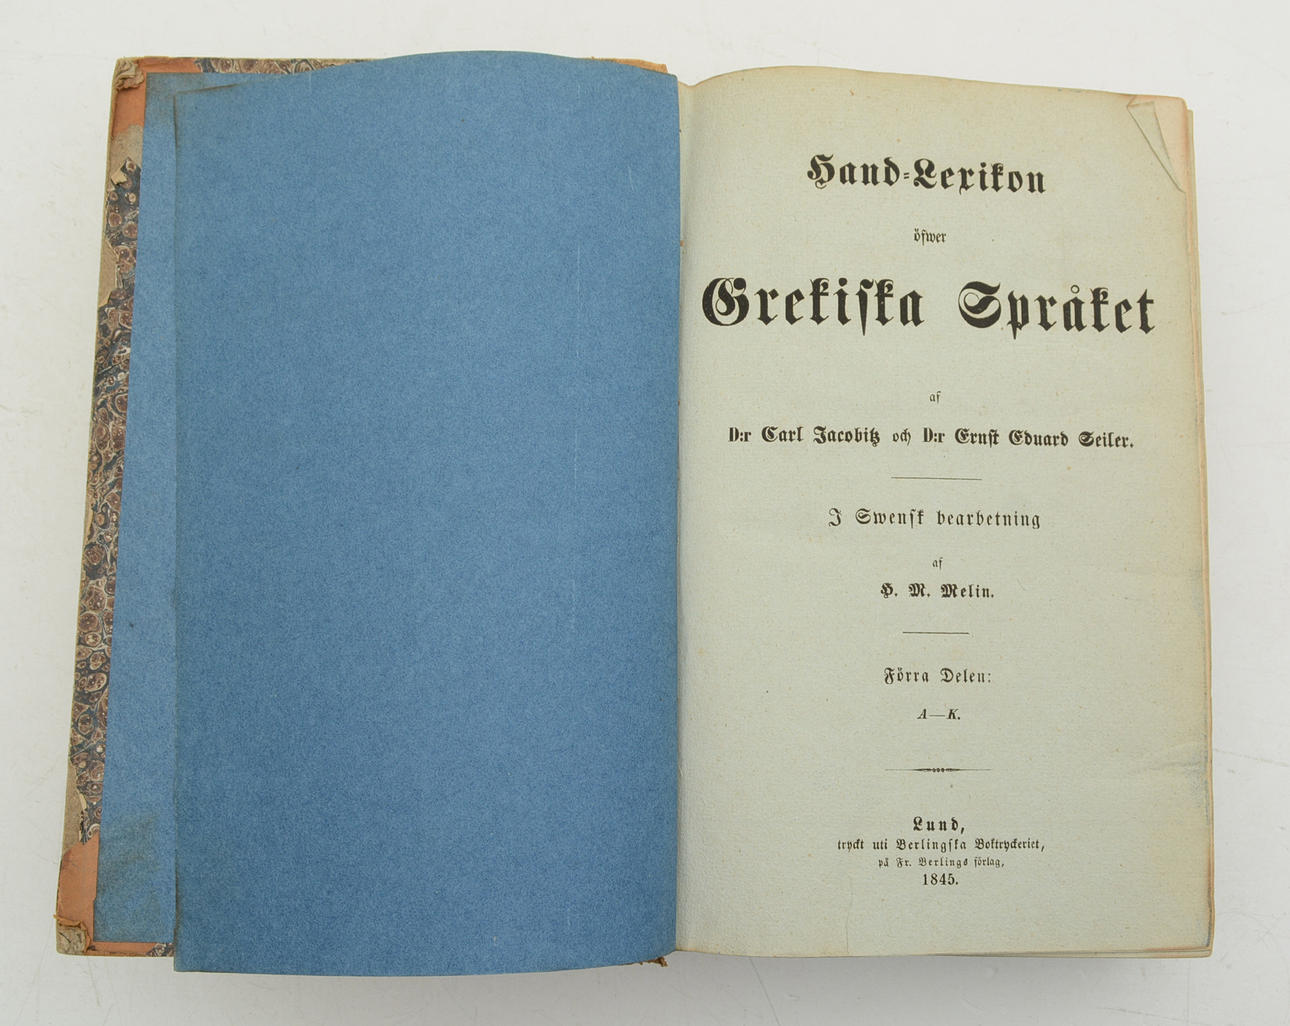 Hand-Lexikon
öfwer
Grekiska Språket
af
D:r Carl Jacobitz och D:r Ernst Eduard Seiler.
I Swensk bearbetning
af
H. M. Melin.
Förra Delen:
A—K.
Lund,
tryckt uti Berlingska Boktryckeriet,
på Fr. Berlings förlag,
1845.